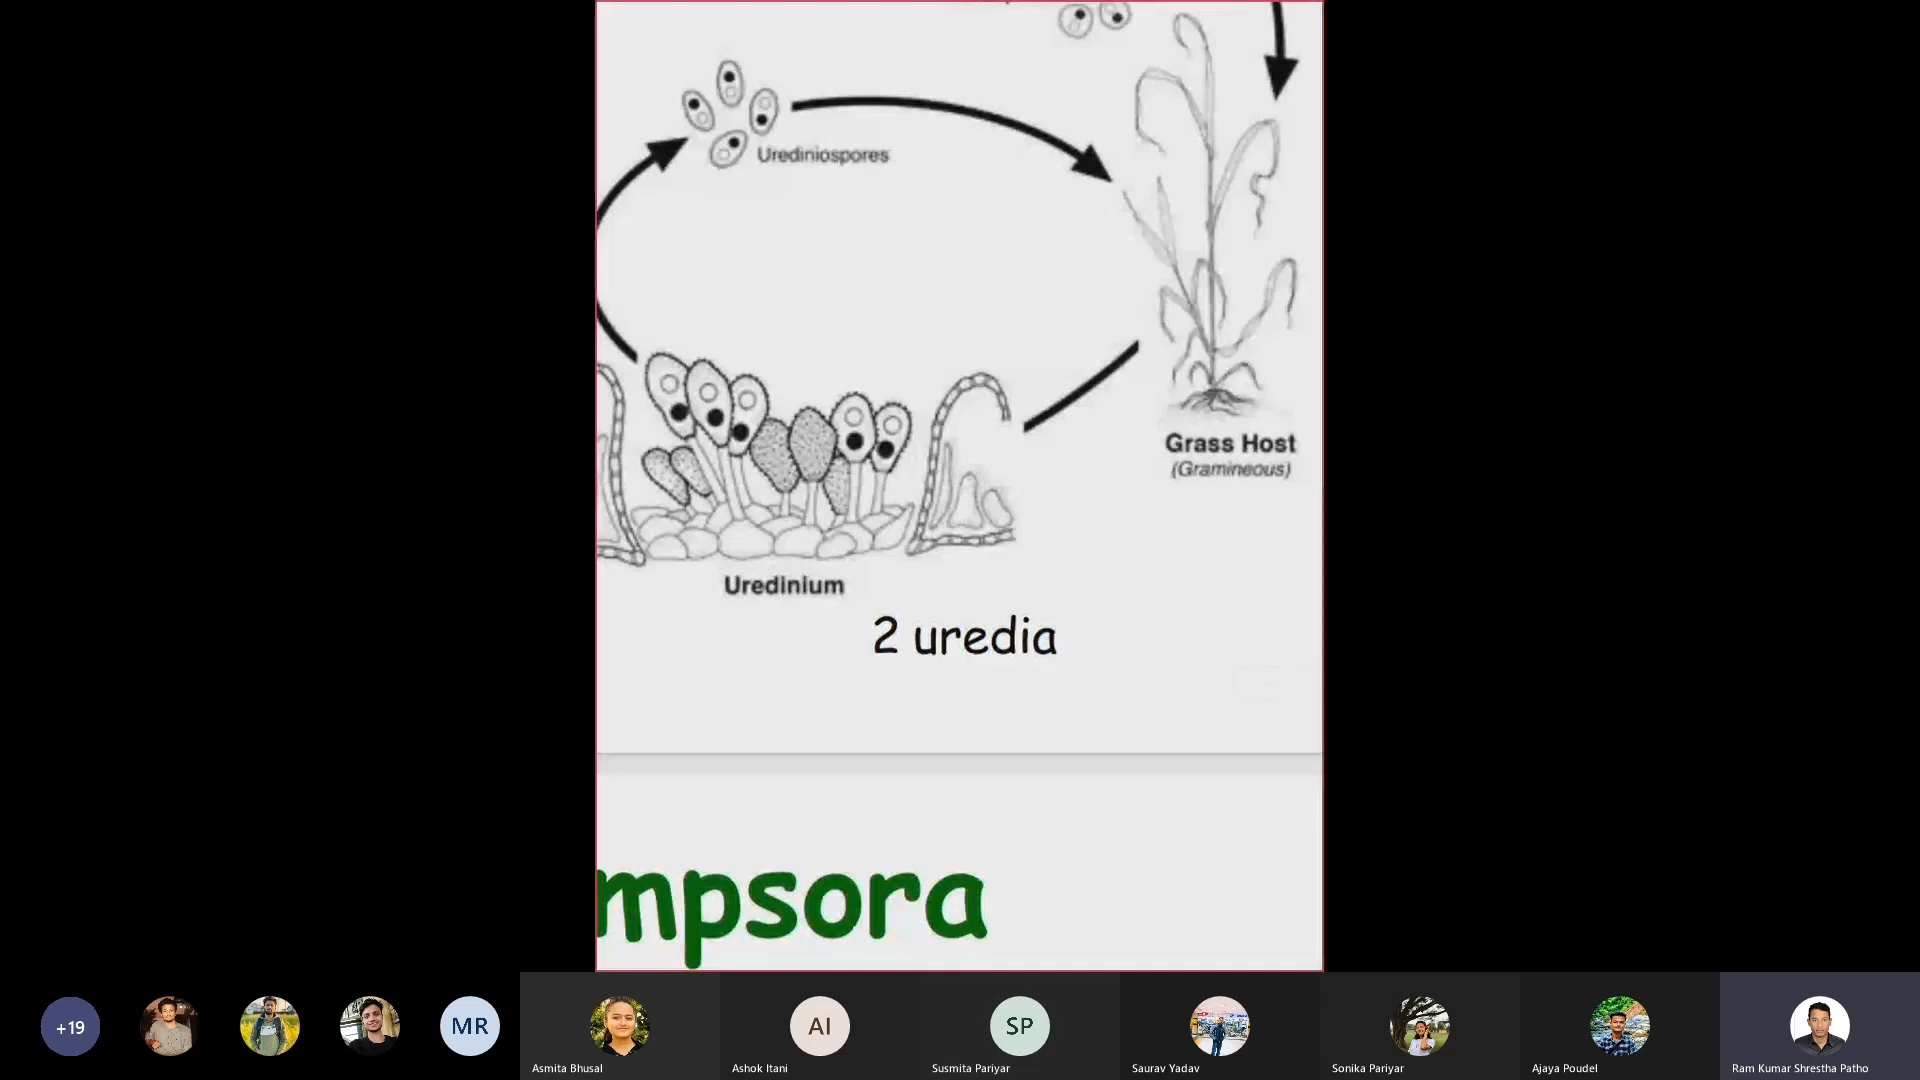 Urediniospores
Grass Host
(Gramineous)
Uredinium
2 uredia
mpsora
+19
MR
AI
SP
Asmita Bhusal
Ashok Itani
Susmita Pariyar
Saurav Yadav
Sonika Pariyar
Ajaya Poudel
Ram Kumar Shrestha Patho